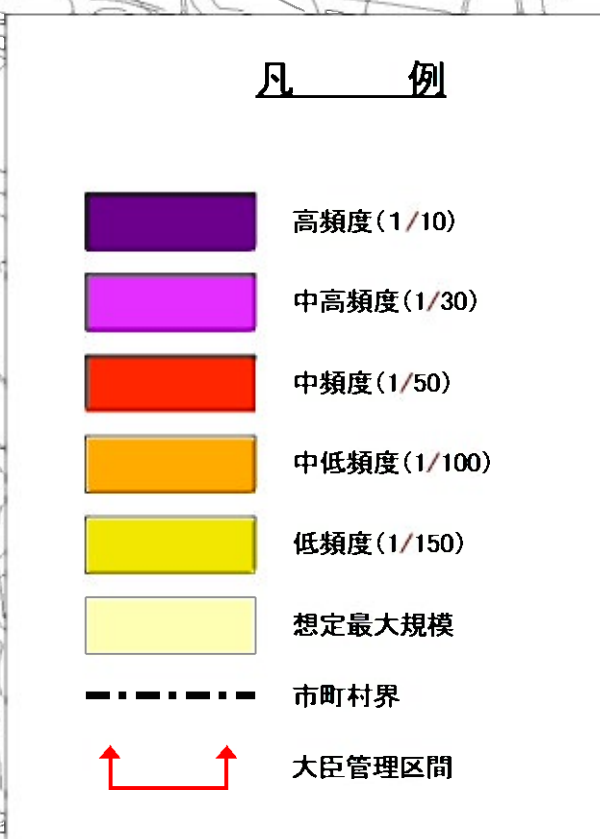 凡 例
高頻度(1/10)
中高頻度(1/30)
中頻度(1/50)
中低頻度(1/100)
低頻度(1/150)
想定最大規模
市町村界
大臣管理区間